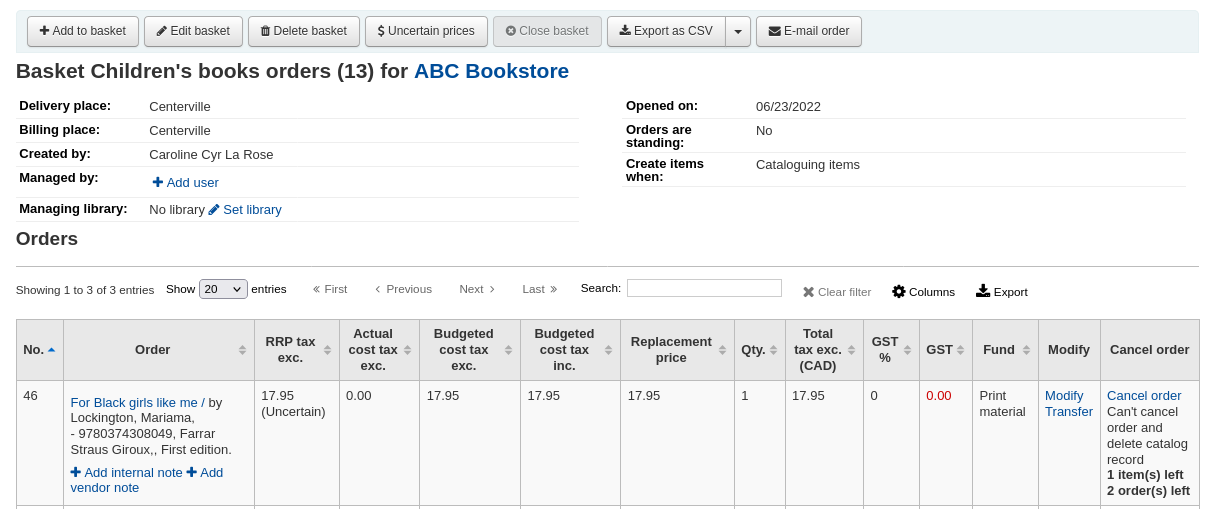 Add to basket Edit basket Delete basket Uncertain prices Close basket Export as CSV E-mail order
Basket Children's books orders (13) for ABC Bookstore
Delivery place: Centerville
Billing place: Centerville
Created by: Caroline Cyr La Rose
Managed by: Add user
Managing library: No library Set library
Opened on: 06/23/2022
Orders are
standing: No
Create items
when: Cataloguing items
Orders
Showing 1 to 3 of 3 entries Show 20 entries First Previous Next Last Search: Clear filter Columns Export
No.
Order
RRP tax
exc.
Actual
cost tax
exc.
Budgeted
cost tax
exc.
Budgeted
cost tax
inc.
Replacement
price
Qty.
Total
tax exc.
(CAD)
GST
%
GST
Fund
Modify
Cancel order
46
For Black girls like me / by
Lockington, Mariama,
- 9780374308049, Farrar
Straus Giroux,, First edition.
Add internal note Add
vendor note
17.95
(Uncertain)
0.00
17.95
17.95
17.95
1
17.95
0
0.00
Print
material
Modify
Transfer
Cancel order
Can't cancel
order and
delete catalog
record
1 item(s) left
2 order(s) left